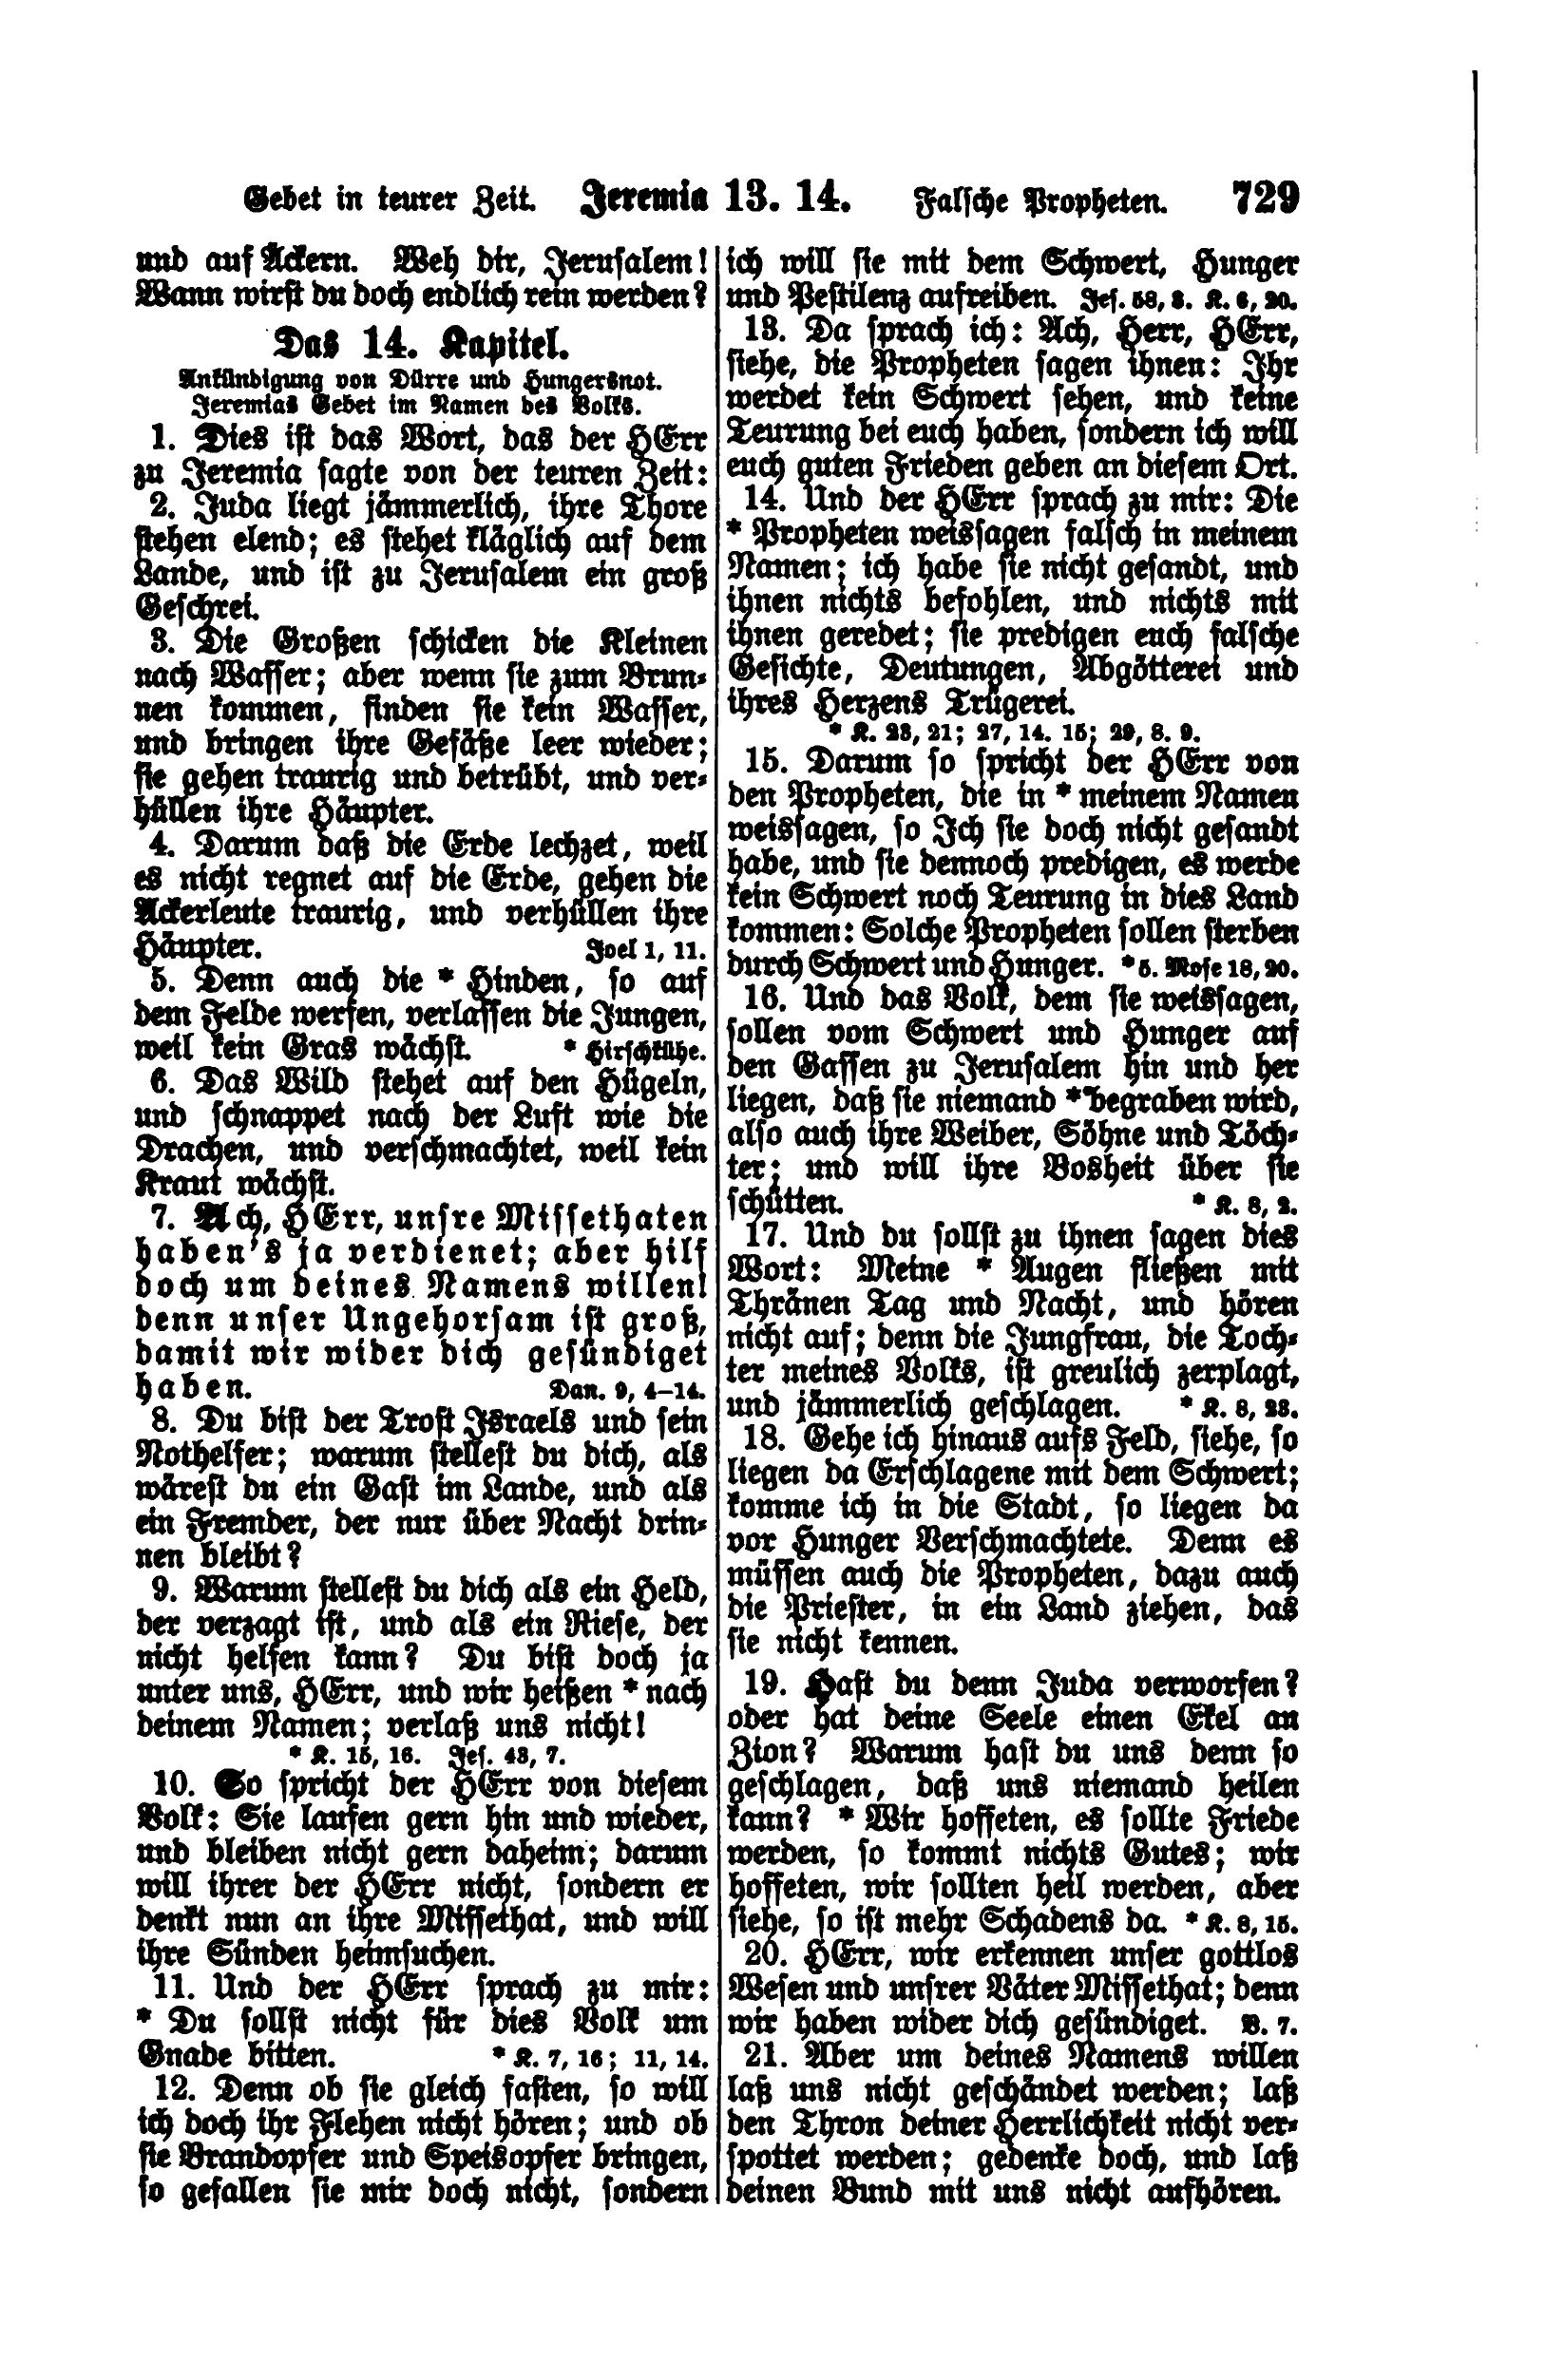 Gebet in teurer Zeit. Jeremia 13. 14. Falsche Propheten. 729
und auf Äckern. Weh dir, Jerusalem!
Wann wirst du doch endlich rein werden?
Das 14. Kapitel.
Ankündigung von Dürre und Hungersnot.
Jeremias Gebet im Namen des Volks.
1. Dies ist das Wort, das der HErr
zu Jeremia sagte von der teuren Zeit:
2. Juda liegt jämmerlich, ihre Thore
stehen elend; es stehet kläglich auf dem
Lande, und ist zu Jerusalem ein groß
Geschrei.
3. Die Großen schicken die Kleinen
nach Wasser; aber wenn sie zum Brun-
nen kommen, finden sie kein Wasser,
und bringen ihre Gefäße leer wieder;
sie gehen traurig und betrübt, und ver-
hüllen ihre Häupter.
4. Darum daß die Erde lechzet, weil
es nicht regnet auf die Erde, gehen die
Ackerleute traurig, und verhüllen ihre
Häupter. Joel 1, 11.
5. Denn auch die * Hinden, so auf
dem Felde werfen, verlassen die Jungen,
weil kein Gras wächst. * Hirschkühe.
6. Das Wild stehet auf den Hügeln,
und schnappet nach der Luft wie die
Drachen, und verschmachtet, weil kein
Kraut wächst.
7. Ach, HErr, unsre Missethaten
haben's ja verdienet; aber hilf
doch um deines Namens willen!
denn unser Ungehorsam ist groß,
damit wir wider dich gesündiget
haben. Dan. 9, 4–14.
8. Du bist der Trost Israels und sein
Nothelfer; warum stellest du dich, als
wärest du ein Gast im Lande, und als
ein Fremder, der nur über Nacht drin-
nen bleibt?
9. Warum stellest du dich als ein Held,
der verzagt ist, und als ein Riese, der
nicht helfen kann? Du bist doch ja
unter uns, HErr, und wir heißen * nach
deinem Namen; verlaß uns nicht!
* K. 15, 16. Jes. 43, 7.
10. So spricht der HErr von diesem
Volk: Sie laufen gern hin und wieder,
und bleiben nicht gern daheim; darum
will ihrer der HErr nicht, sondern er
denkt nun an ihre Missethat, und will
ihre Sünden heimsuchen.
11. Und der HErr sprach zu mir:
* Du sollst nicht für dies Volk um
Gnade bitten. * K. 7, 16; 11, 14.
12. Denn ob sie gleich fasten, so will
ich doch ihr Flehen nicht hören; und ob
sie Brandopfer und Speisopfer bringen,
so gefallen sie mir doch nicht, sondern
ich will sie mit dem Schwert, Hunger
und Pestilenz aufreiben. Jes. 58, 3. K. 6, 20.
13. Da sprach ich: Ach, Herr, HErr,
siehe, die Propheten sagen ihnen: Ihr
werdet kein Schwert sehen, und keine
Teurung bei euch haben, sondern ich will
euch guten Frieden geben an diesem Ort.
14. Und der HErr sprach zu mir: Die
* Propheten weissagen falsch in meinem
Namen; ich habe sie nicht gesandt, und
ihnen nichts befohlen, und nichts mit
ihnen geredet; sie predigen euch falsche
Gesichte, Deutungen, Abgötterei und
ihres Herzens Trügerei.
* K. 23, 21; 27, 14. 15; 29, 8. 9.
15. Darum so spricht der HErr von
den Propheten, die in * meinem Namen
weissagen, so Ich sie doch nicht gesandt
habe, und sie dennoch predigen, es werde
kein Schwert noch Teurung in dies Land
kommen: Solche Propheten sollen sterben
durch Schwert und Hunger. * 5. Mose 18, 20.
16. Und das Volk, dem sie weissagen,
sollen vom Schwert und Hunger auf
den Gassen zu Jerusalem hin und her
liegen, daß sie niemand * begraben wird,
also auch ihre Weiber, Söhne und Töch-
ter; und will ihre Bosheit über sie
schütten. * K. 8, 2.
17. Und du sollst zu ihnen sagen dies
Wort: Meine * Augen fließen mit
Thränen Tag und Nacht, und hören
nicht auf; denn die Jungfrau, die Toch-
ter meines Volks, ist greulich zerplagt,
und jämmerlich geschlagen. * K. 8, 23.
18. Gehe ich hinaus aufs Feld, siehe, so
liegen da Erschlagene mit dem Schwert;
komme ich in die Stadt, so liegen da
vor Hunger Verschmachtete. Denn es
müssen auch die Propheten, dazu auch
die Priester, in ein Land ziehen, das
sie nicht kennen.
19. Hast du denn Juda verworfen?
oder hat deine Seele einen Ekel an
Zion? Warum hast du uns denn so
geschlagen, daß uns niemand heilen
kann? * Wir hoffeten, es sollte Friede
werden, so kommt nichts Gutes; wir
hoffeten, wir sollten heil werden, aber
siehe, so ist mehr Schadens da. * K. 8, 15.
20. HErr, wir erkennen unser gottlos
Wesen und unsrer Väter Missethat; denn
wir haben wider dich gesündiget. V. 7.
21. Aber um deines Namens willen
laß uns nicht geschändet werden; laß
den Thron deiner Herrlichkeit nicht ver-
spottet werden; gedenke doch, und laß
deinen Bund mit uns nicht aufhören.